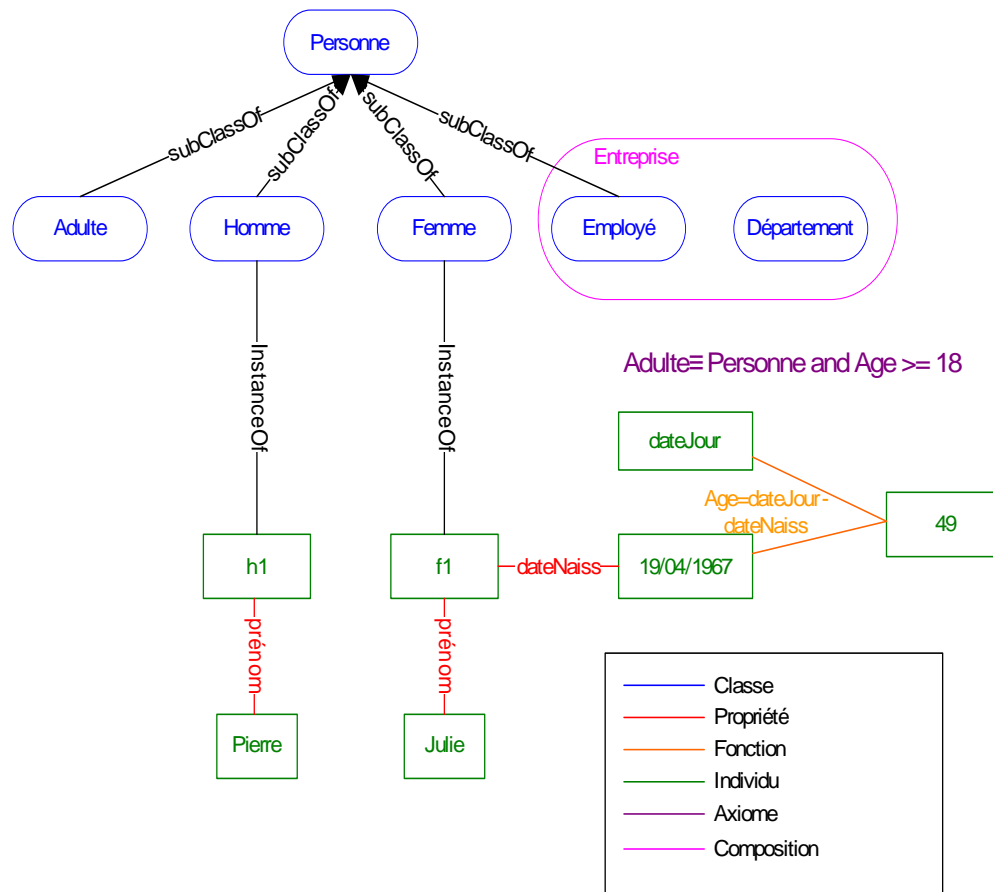 Personne
subClassOf
subClassOf
subClassOf
subClassOf
Entreprise
Adulte
Homme
Femme
Employé
Département
InstanceOf
InstanceOf
Adulte≡ Personne and Age >= 18
dateJour
Age=dateJour -
dateNaiss
49
h1
f1
dateNaiss
19/04/1967
prénom
prénom
Pierre
Julie
Classe
Propriété
Fonction
Individu
Axiome
Composition